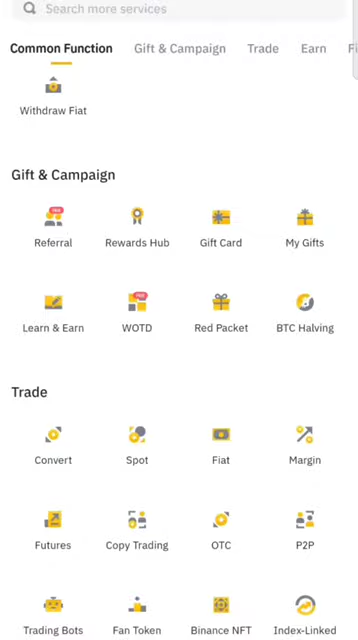 Search more services
Common Function Gift & Campaign Trade Earn
Withdraw Fiat
Gift & Campaign
Referral Rewards Hub Gift Card My Gifts
Learn & Earn WOTD Red Packet BTC Halving
Trade
Convert Spot Fiat Margin
Futures Copy Trading OTC P2P
Trading Bots Fan Token Binance NFT Index-Linked